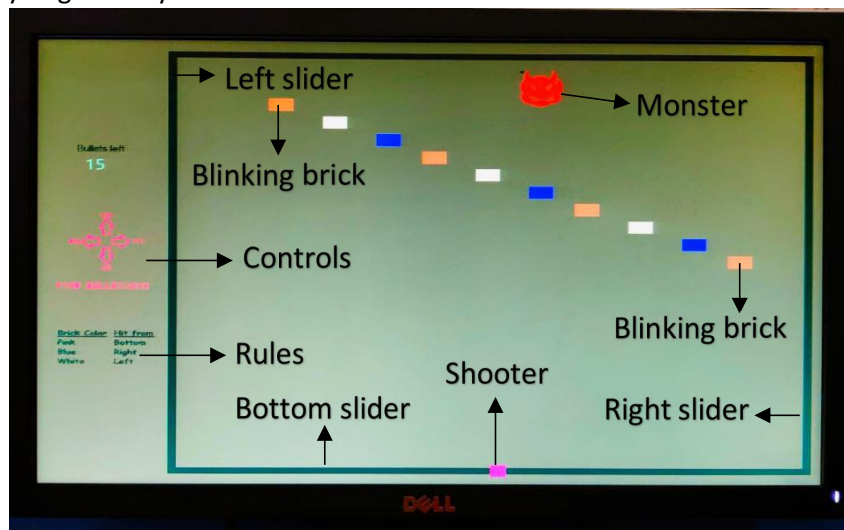 Left slider
Monster
Bullets left
15
Blinking brick
Controls
Brick Color Hit from
Pink Bottom
Blue Right
White Left
Rules
Blinking brick
Shooter
Bottom slider
Right slider
DELL